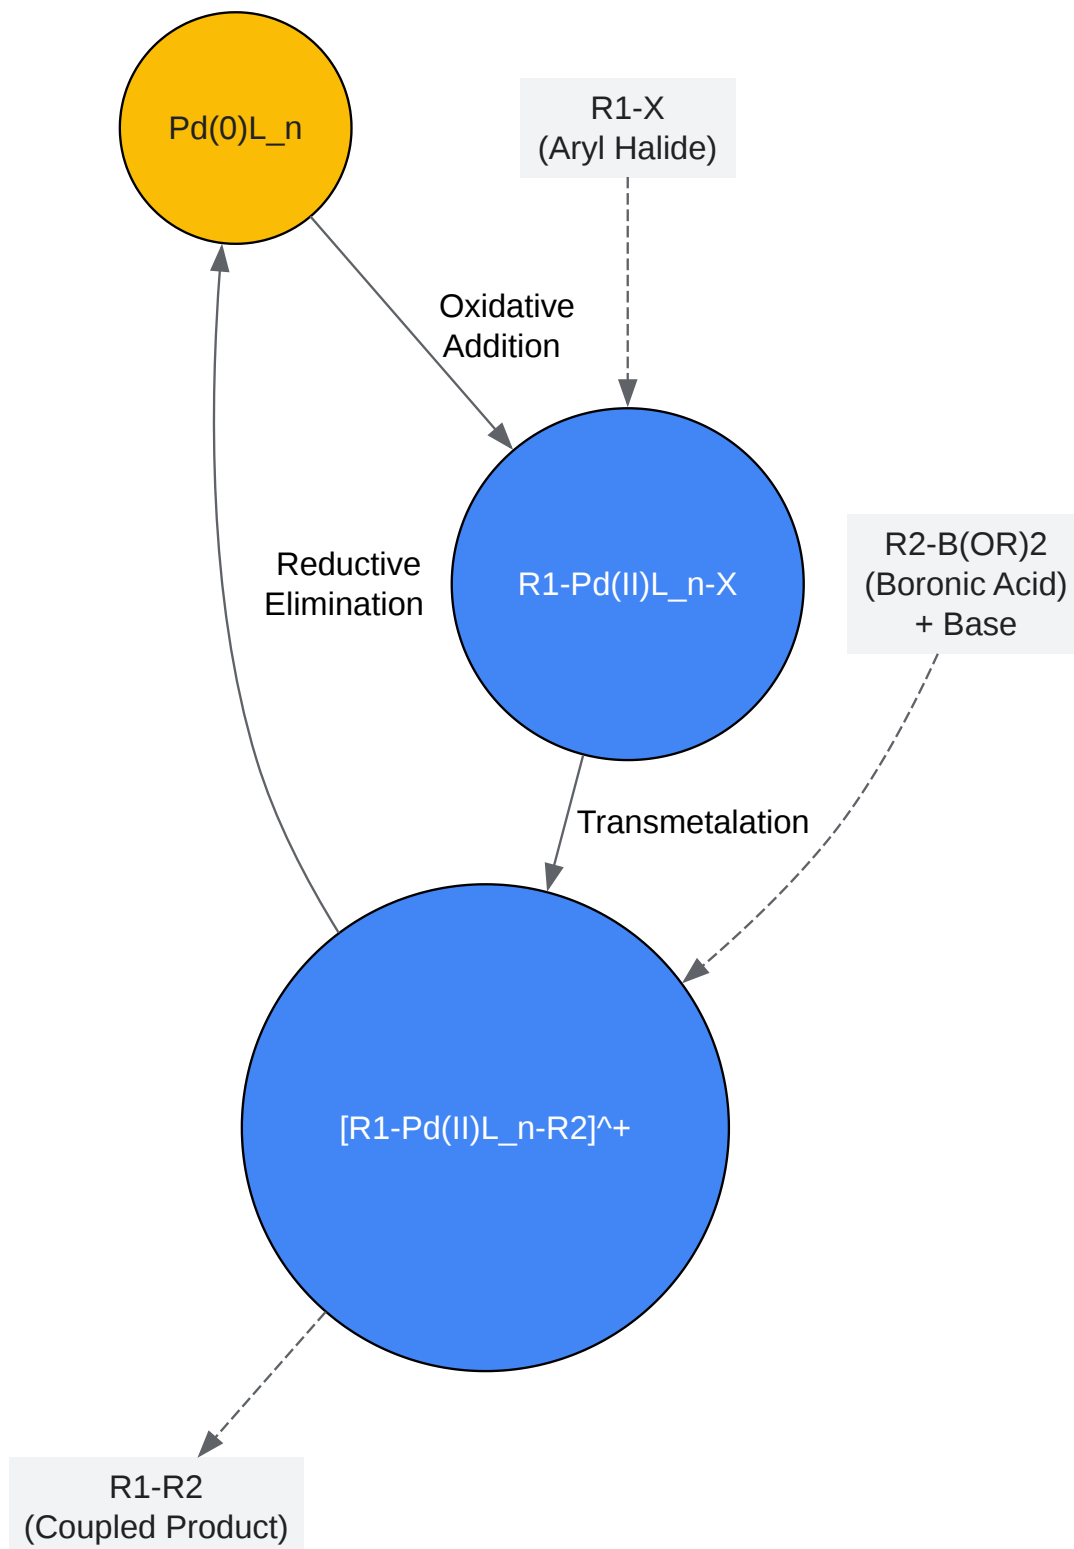 Pd(0)L_n
R1-X
(Aryl Halide)
Oxidative
Addition
Reductive
Elimination
R1-Pd(II)L_n-X
R2-B(OR)2
(Boronic Acid)
+ Base
Transmetalation
[R1-Pd(II)L_n-R2]^+
R1-R2
(Coupled Product)